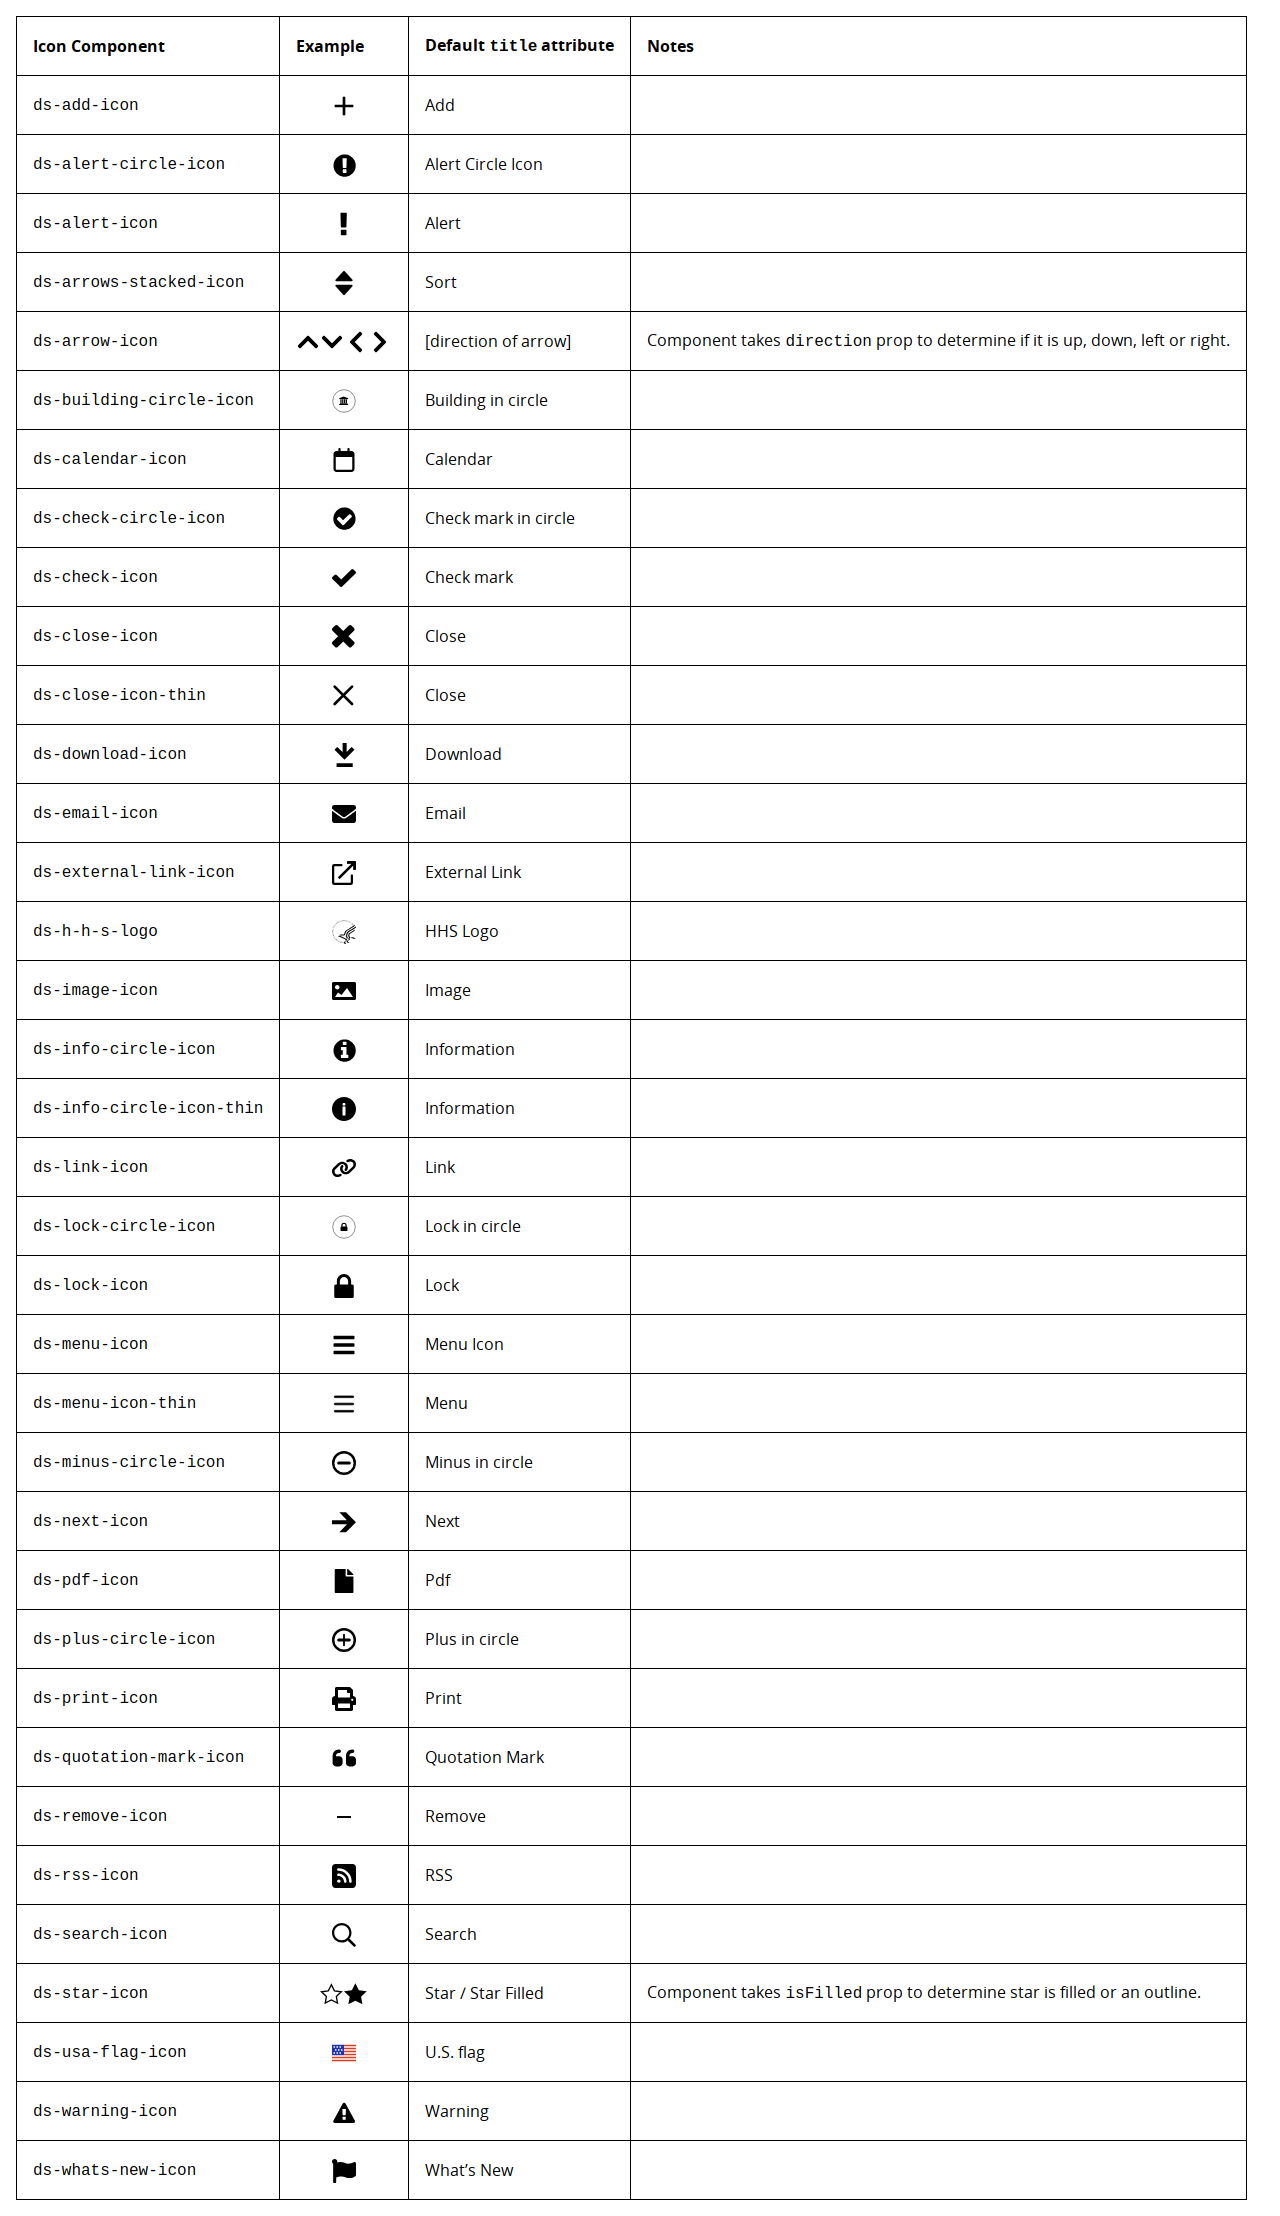 Icon Component Example Default title attribute Notes
ds-add-icon Add
ds-alert-circle-icon Alert Circle Icon
ds-alert-icon Alert
ds-arrows-stacked-icon Sort
ds-arrow-icon [direction of arrow] Component takes direction prop to determine if it is up, down, left or right.
ds-building-circle-icon Building in circle
ds-calendar-icon Calendar
ds-check-circle-icon Check mark in circle
ds-check-icon Check mark
ds-close-icon Close
ds-close-icon-thin Close
ds-download-icon Download
ds-email-icon Email
ds-external-link-icon External Link
ds-h-h-s-logo HHS Logo
ds-image-icon Image
ds-info-circle-icon Information
ds-info-circle-icon-thin Information
ds-link-icon Link
ds-lock-circle-icon Lock in circle
ds-lock-icon Lock
ds-menu-icon Menu Icon
ds-menu-icon-thin Menu
ds-minus-circle-icon Minus in circle
ds-next-icon Next
ds-pdf-icon Pdf
ds-plus-circle-icon Plus in circle
ds-print-icon Print
ds-quotation-mark-icon Quotation Mark
ds-remove-icon Remove
ds-rss-icon RSS
ds-search-icon Search
ds-star-icon Star / Star Filled Component takes isFilled prop to determine star is filled or an outline.
ds-usa-flag-icon U.S. flag
ds-warning-icon Warning
ds-whats-new-icon What’s New